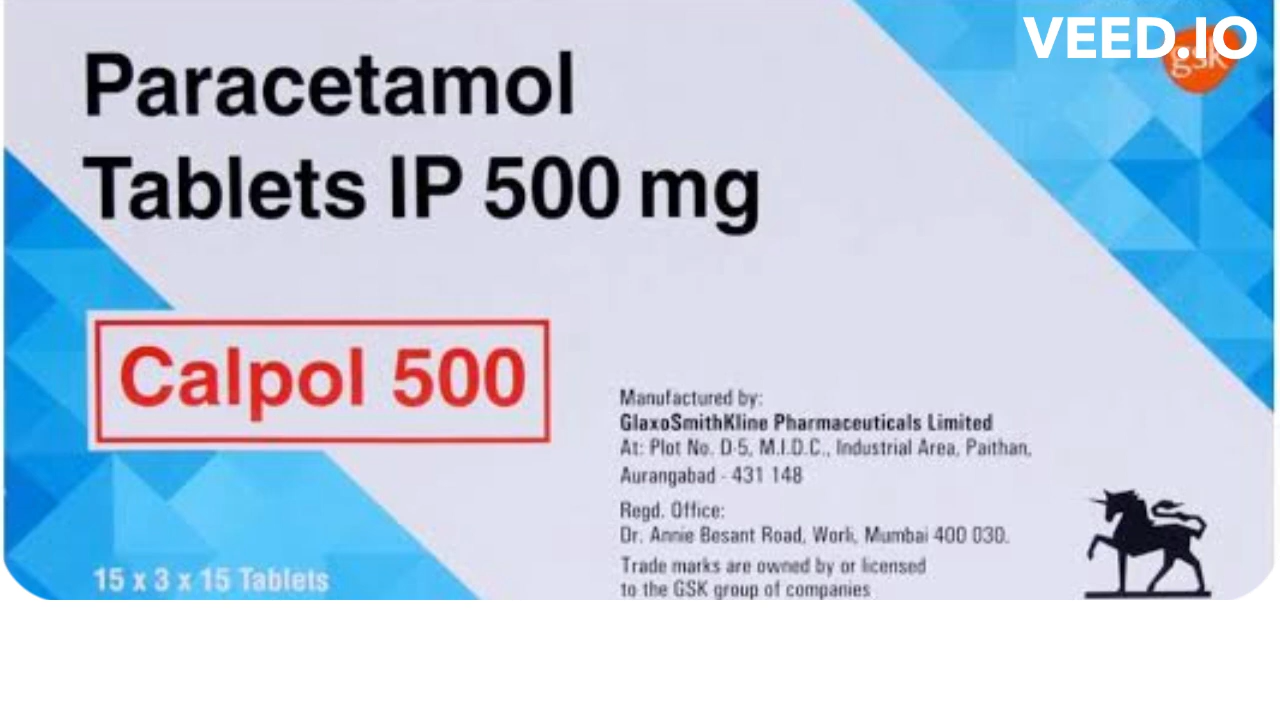 VEED.IO
gsk
Paracetamol
Tablets IP 500 mg
Calpol 500
Manufactured by:
GlaxoSmithKline Pharmaceuticals Limited
At: Plot No. D-5, M.I.D.C., Industrial Area, Paithan,
Aurangabad - 431 148
Regd. Office:
Dr. Annie Besant Road, Worli, Mumbai 400 030.
Trade marks are owned by or licensed
to the GSK group of companies
15 x 3 x 15 Tablets